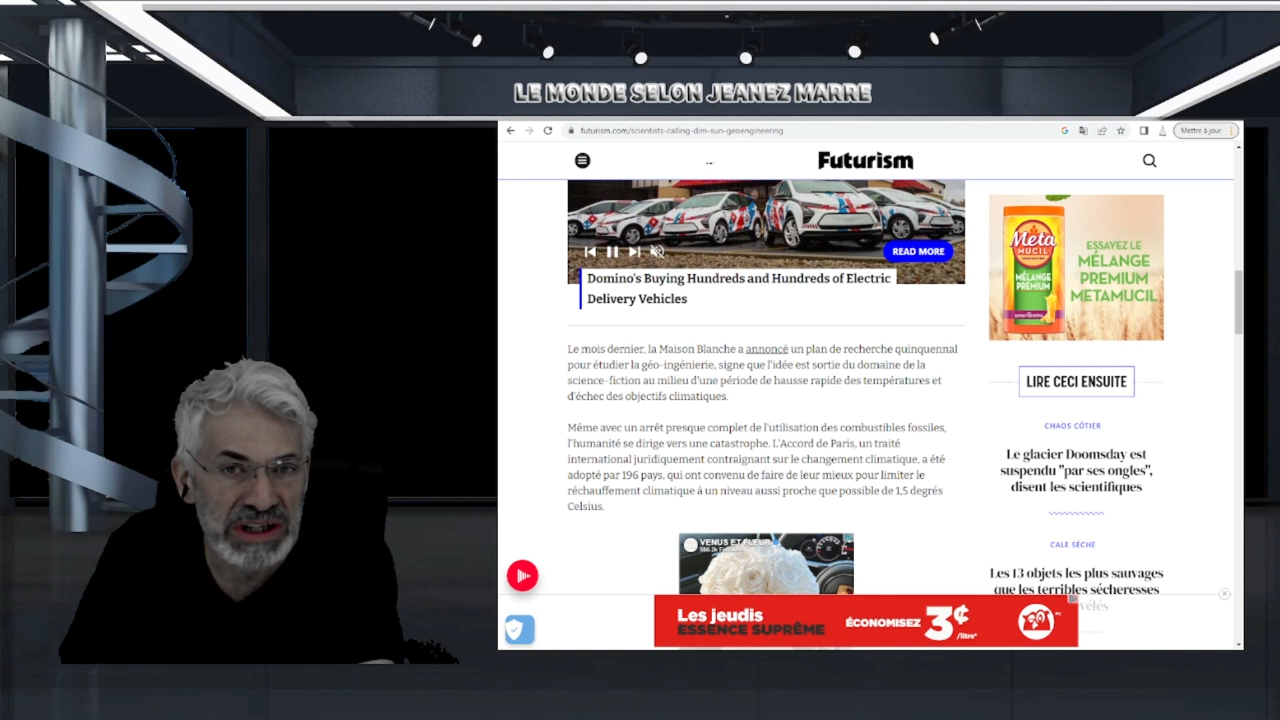 LE MONDE SELON JEANEZ MARRE
futurism.com/scientists-calling-dim-sun-geoengineering
Mettre à jour
Futurism
READ MORE
Domino's Buying Hundreds and Hundreds of Electric
Delivery Vehicles
Le mois dernier, la Maison Blanche a annoncé un plan de recherche quinquennal
pour étudier la géo-ingénierie, signe que l'idée est sortie du domaine de la
science-fiction au milieu d'une période de hausse rapide des températures et
d'échec des objectifs climatiques.
Même avec un arrêt presque complet de l'utilisation des combustibles fossiles,
l'humanité se dirige vers une catastrophe. L'Accord de Paris, un traité
international juridiquement contraignant sur le changement climatique, a été
adopté par 196 pays, qui ont convenu de faire de leur mieux pour limiter le
réchauffement climatique à un niveau aussi proche que possible de 1,5 degrés
Celsius.
VENUS ET FLEUR
Meta
MUCIL
MÉLANGE
PREMIUM
ESSAYEZ LE
MÉLANGE
PREMIUM
METAMUCIL
LIRE CECI ENSUITE
CHAOS CÔTIER
Le glacier Doomsday est
suspendu "par ses ongles",
disent les scientifiques
CALE SÈCHE
Les 13 objets les plus sauvages
que les terribles sécheresses
Les jeudis
ESSENCE SUPRÊME
ÉCONOMISEZ
3¢
/litre*